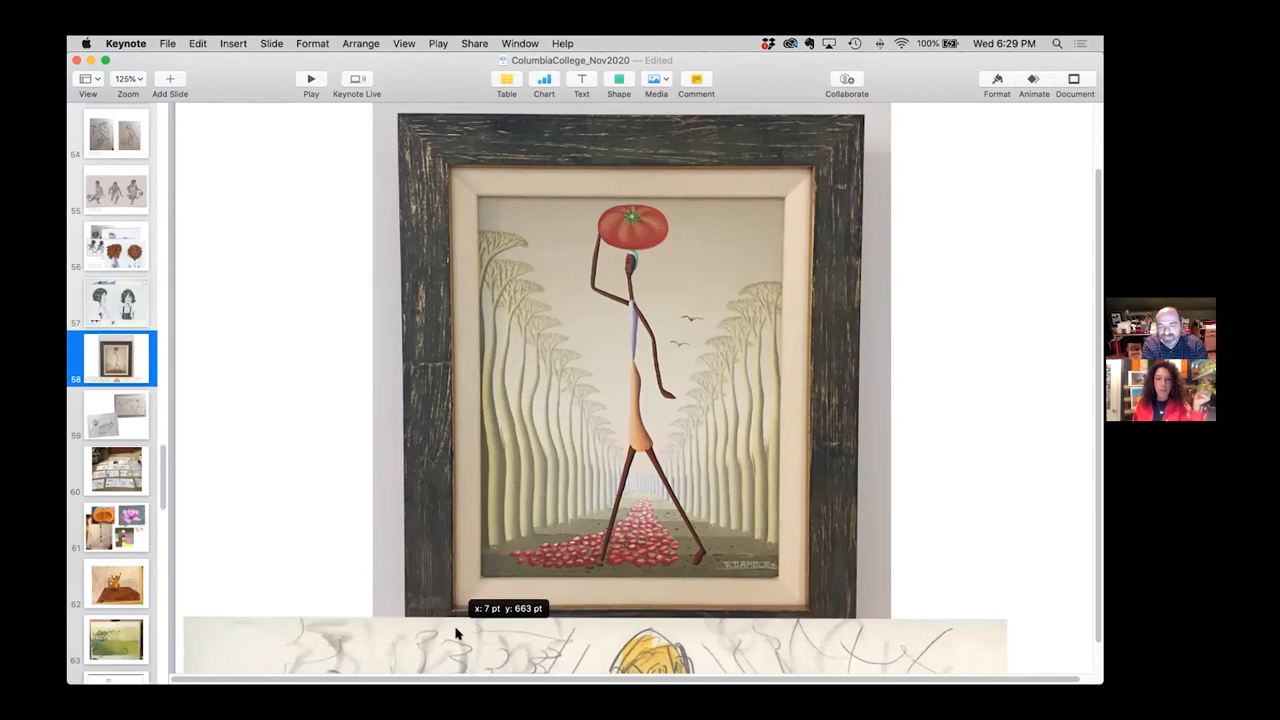 Keynote File Edit Insert Slide Format Arrange View Play Share Window Help
100% Wed 6:29 PM
ColumbiaCollege_Nov2020 — Edited
125%
View Zoom Add Slide Play Keynote Live Table Chart Text Shape Media Comment Collaborate Format Animate Document
54
55
56
57
58
59
60
61
62
63
x: 7 pt y: 663 pt